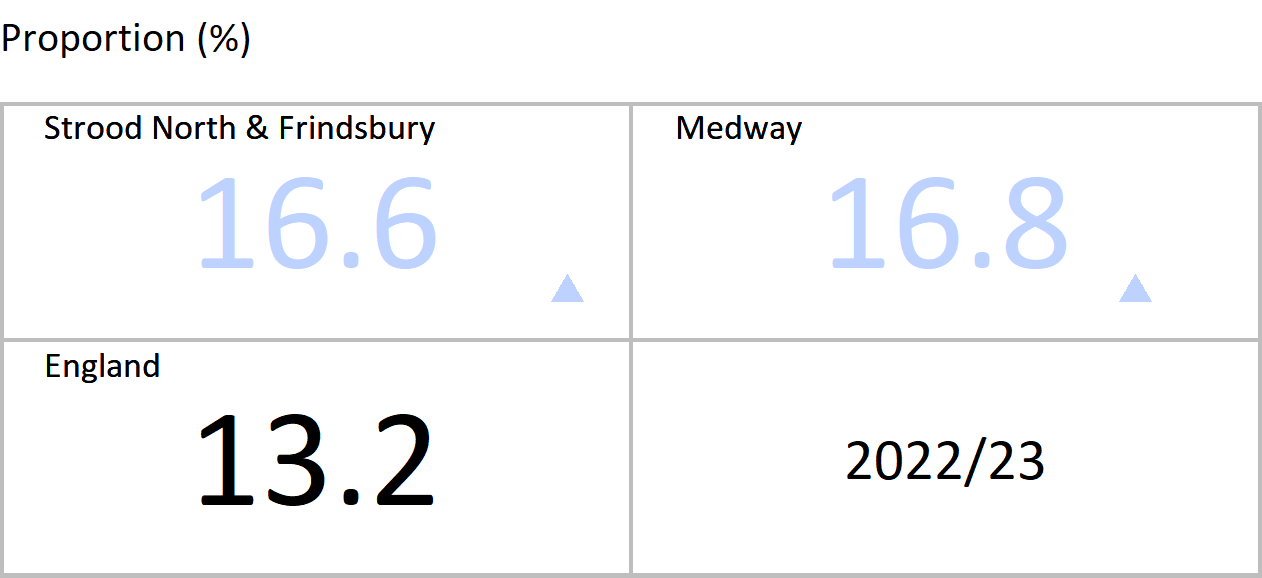 Proportion (%)
Strood North & Frindsbury
16.6
Medway
16.8
England
13.2
2022/23